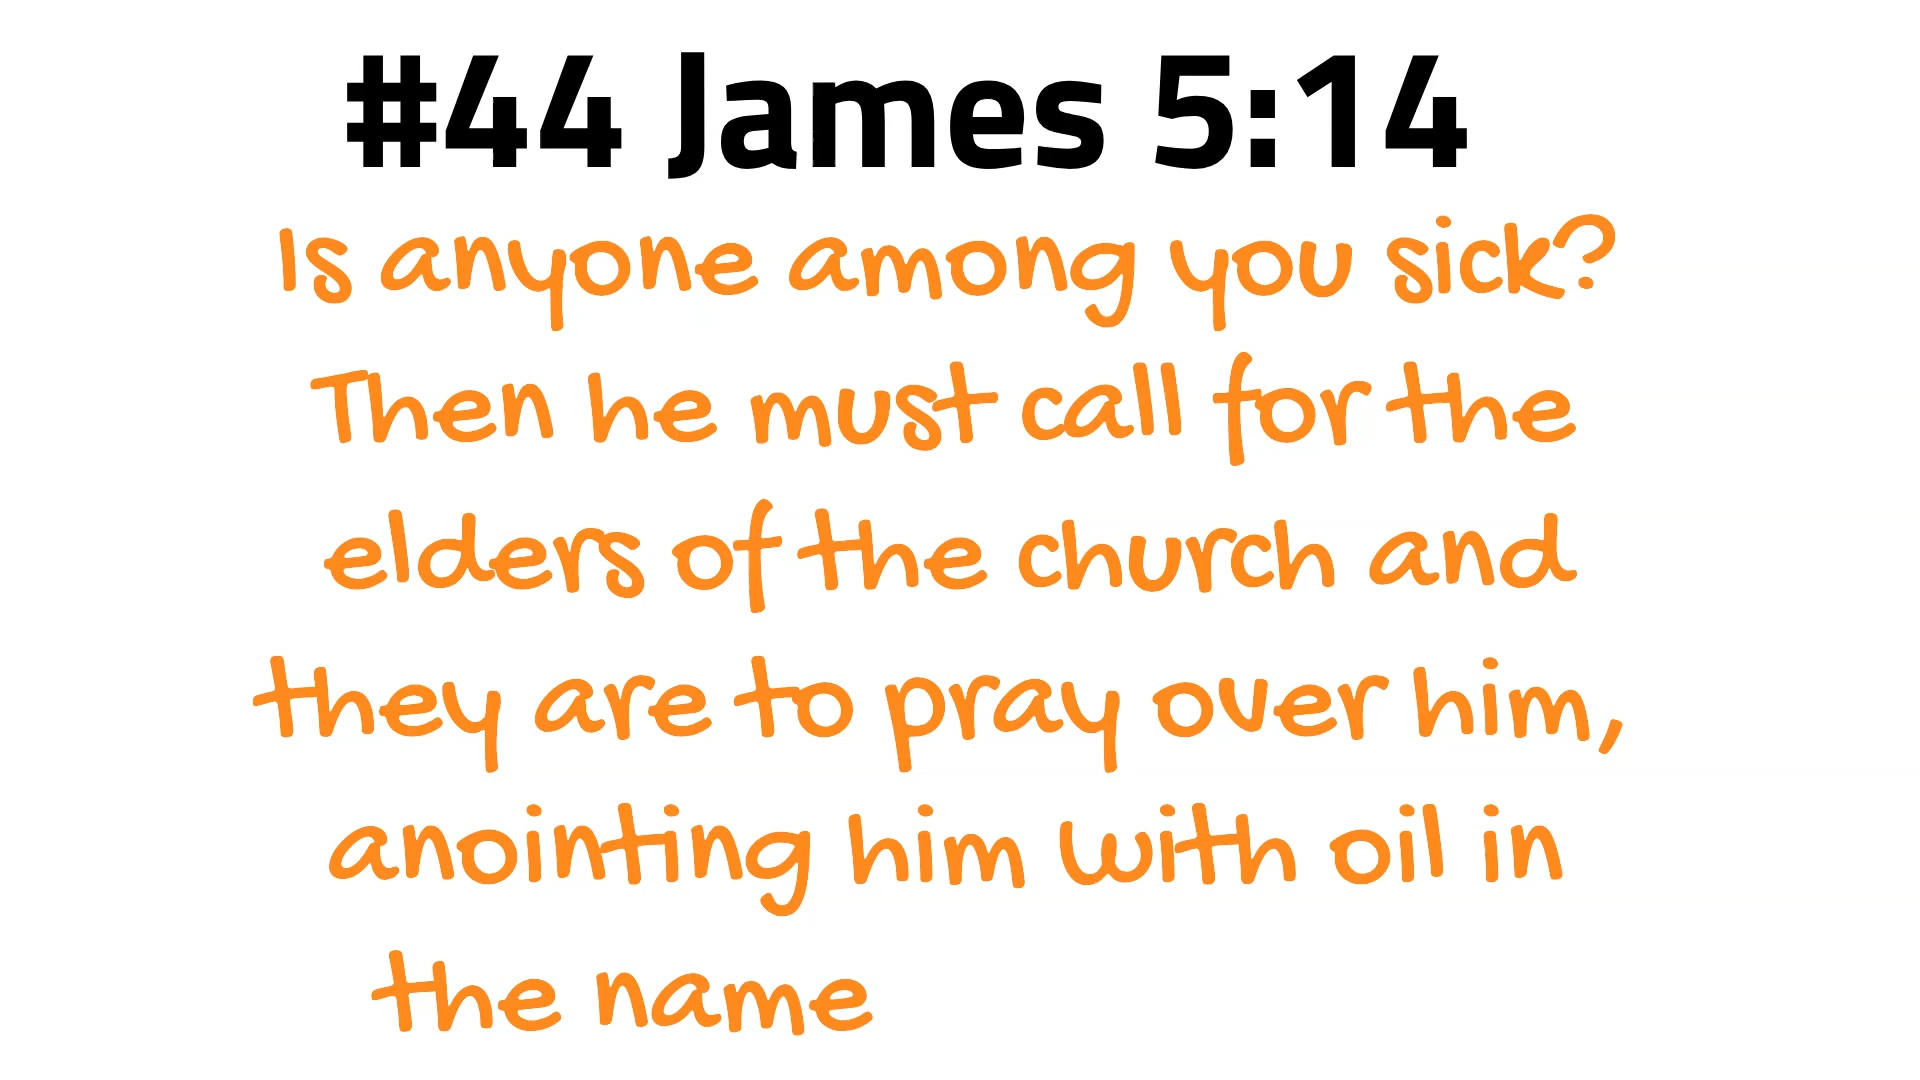 #44 James 5:14
Is anyone among you sick?
Then he must call for the
elders of the church and
they are to pray over him,
anointing him with oil in
the name